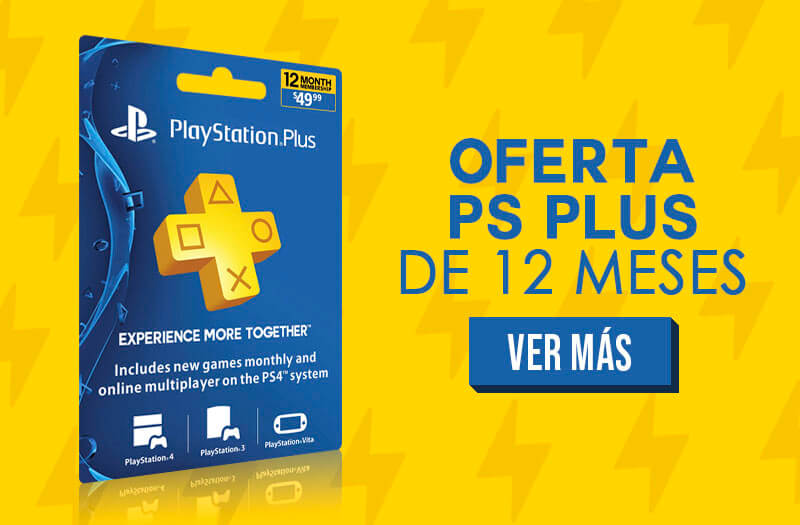 12 MONTH
MEMBERSHIP
$49.99
PlayStation.Plus
EXPERIENCE MORE TOGETHER™
Includes new games monthly and
online multiplayer on the PS4™ system
PlayStation.4
PlayStation.3
PlayStation.Vita
OFERTA
PS PLUS
DE 12 MESES
VER MÁS